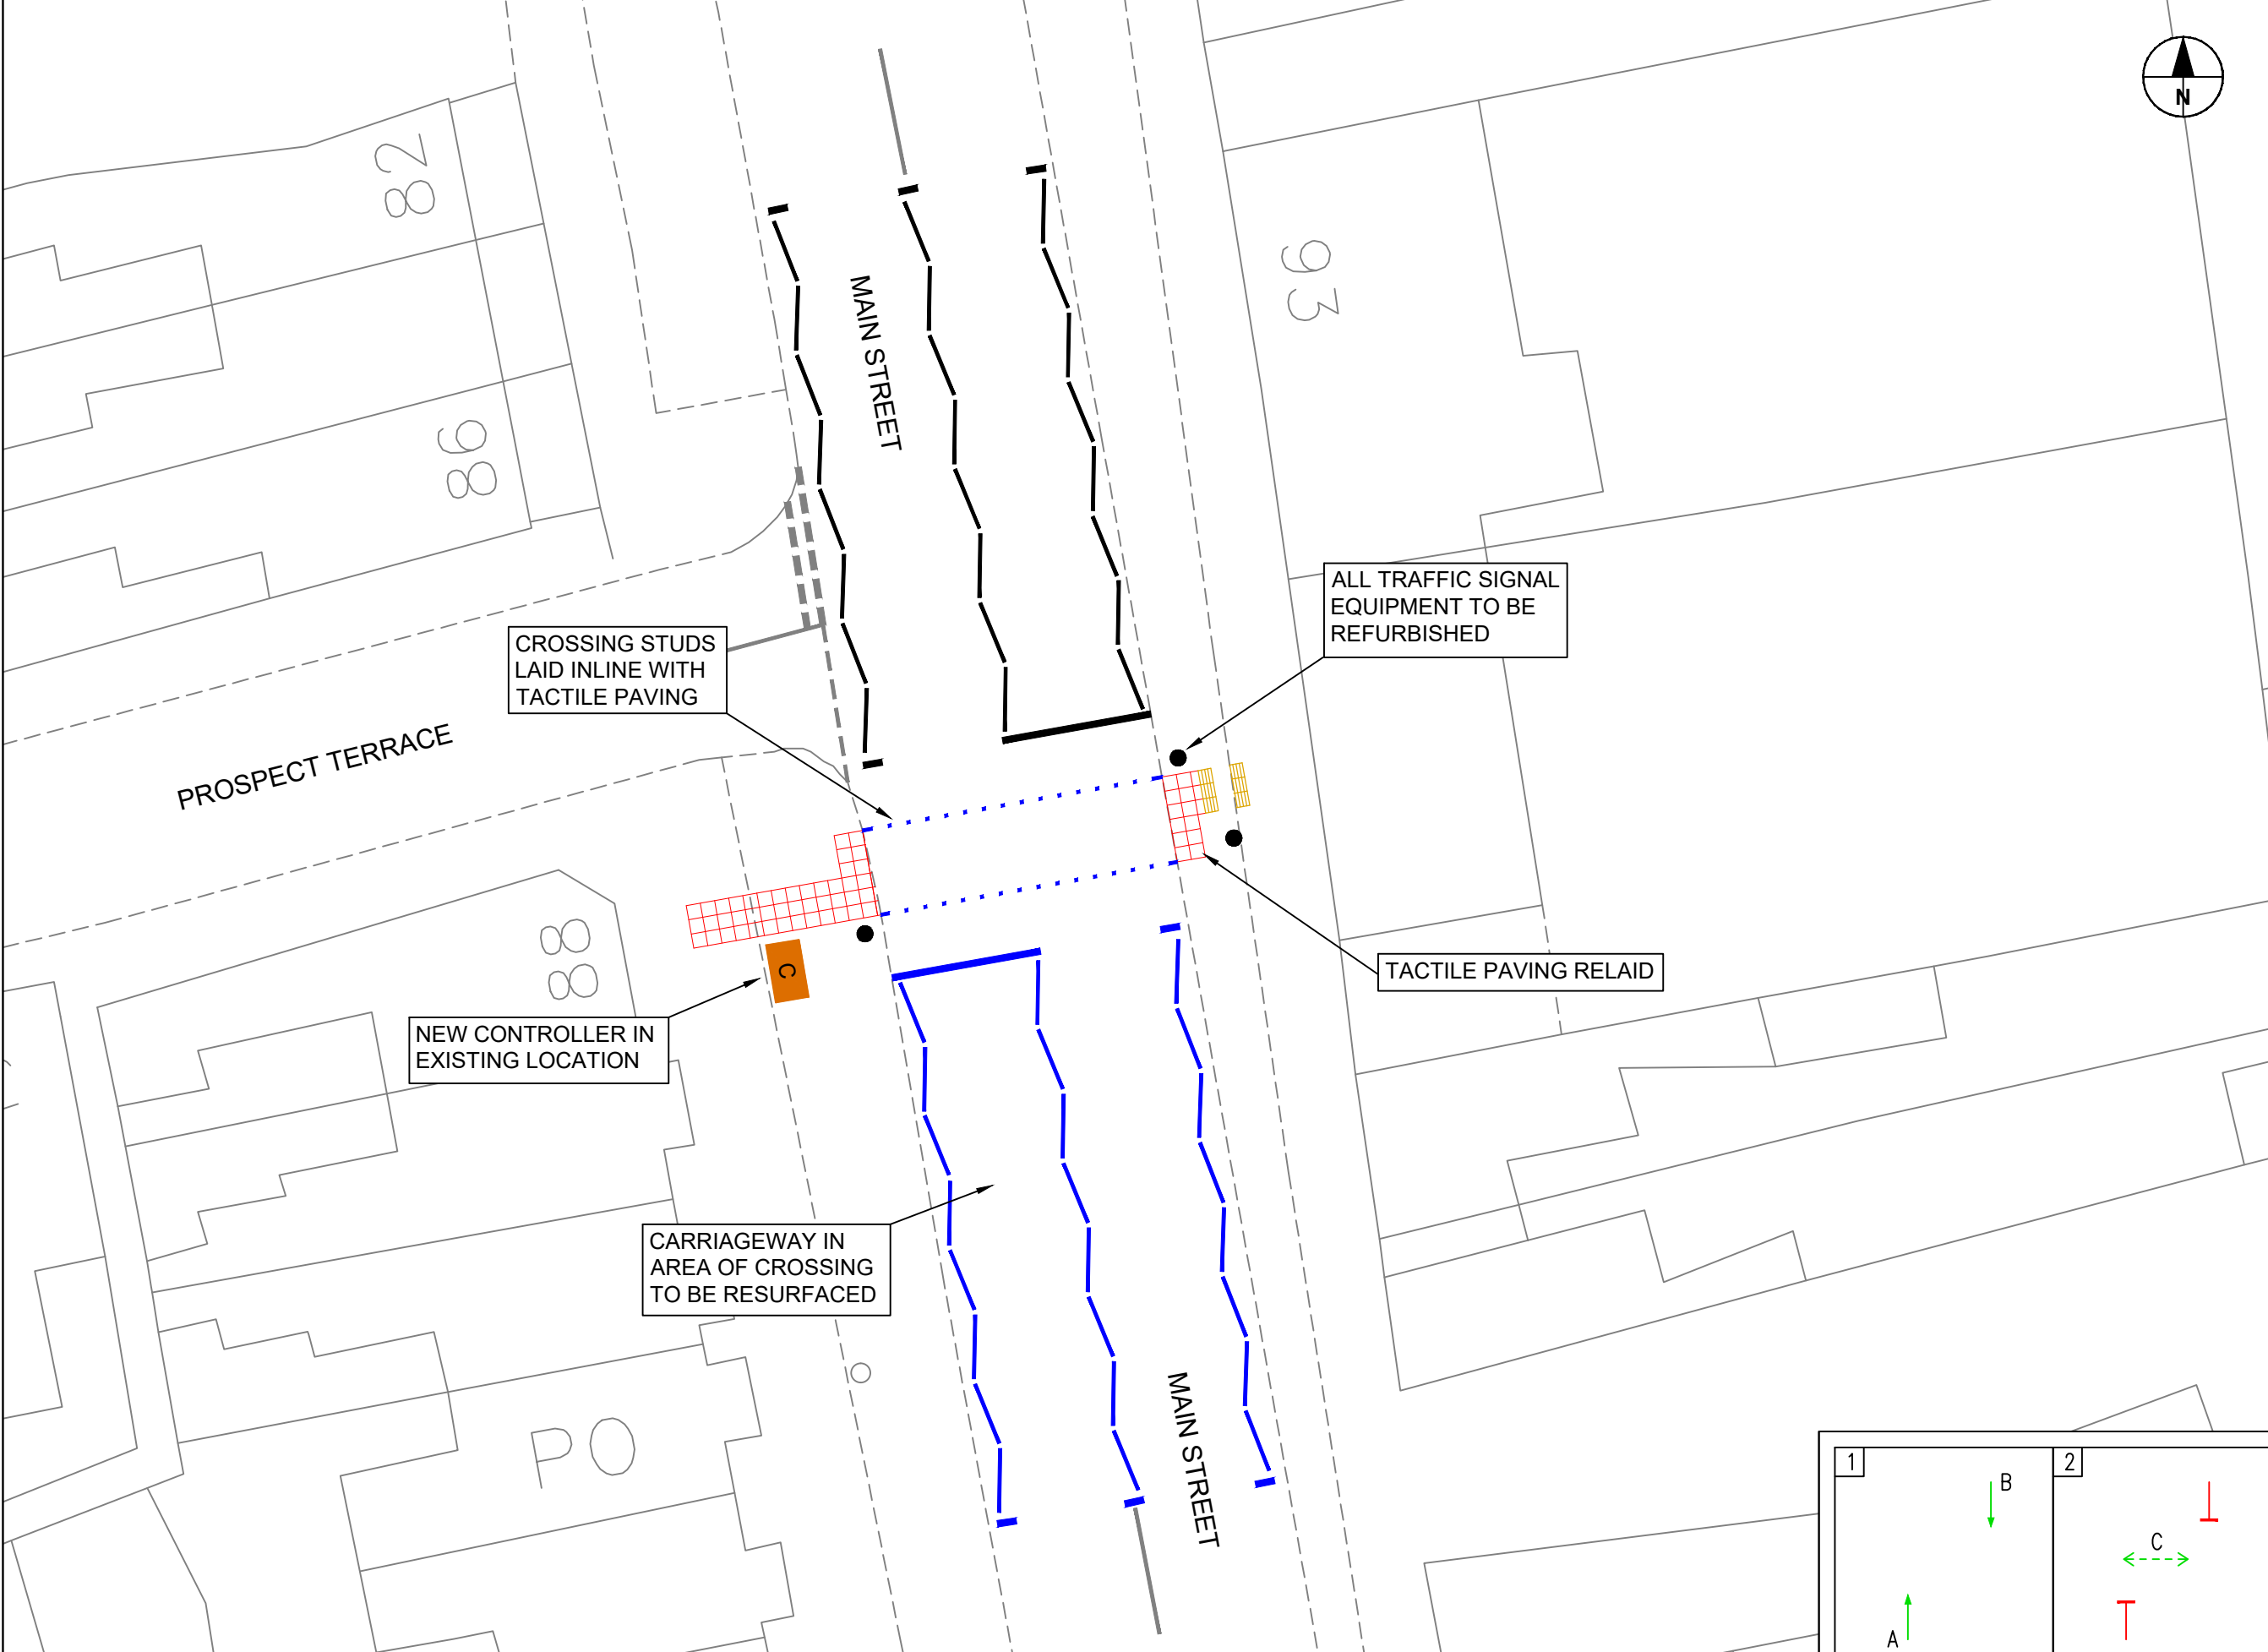 N
82
MAIN STREET
39
86
ALL TRAFFIC SIGNAL
EQUIPMENT TO BE
REFURBISHED
CROSSING STUDS
LAID INLINE WITH
TACTILE PAVING
PROSPECT TERRACE
88
C
TACTILE PAVING RELAID
NEW CONTROLLER IN
EXISTING LOCATION
CARRIAGEWAY IN
AREA OF CROSSING
TO BE RESURFACED
PO
MAIN STREET
1
B
A
2
C